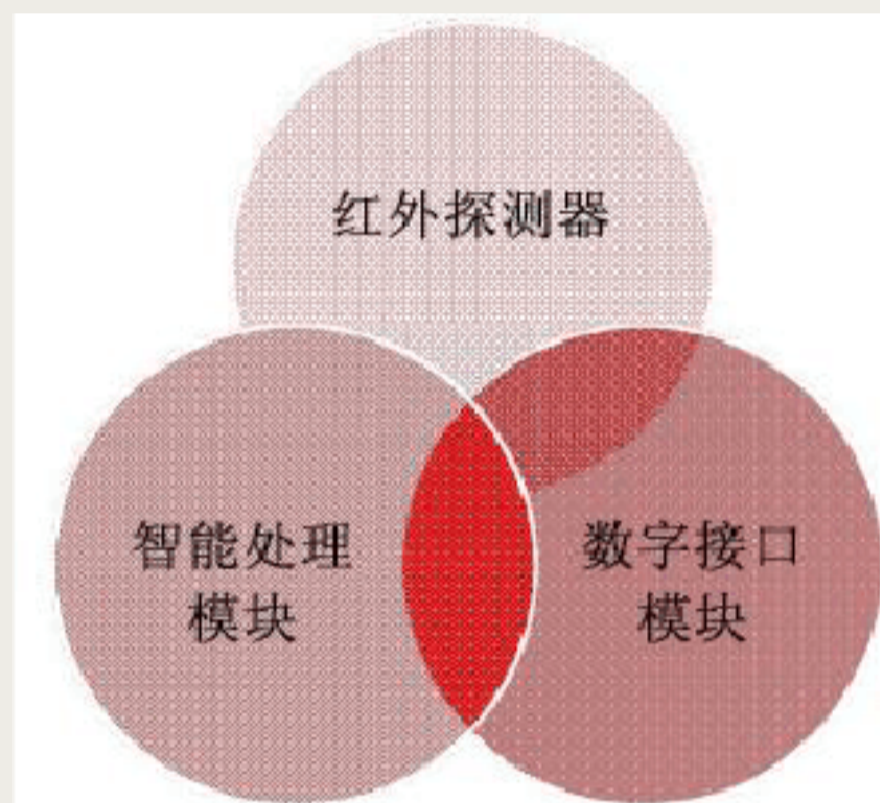 红外探测器
智能处理
模块
数字接口
模块